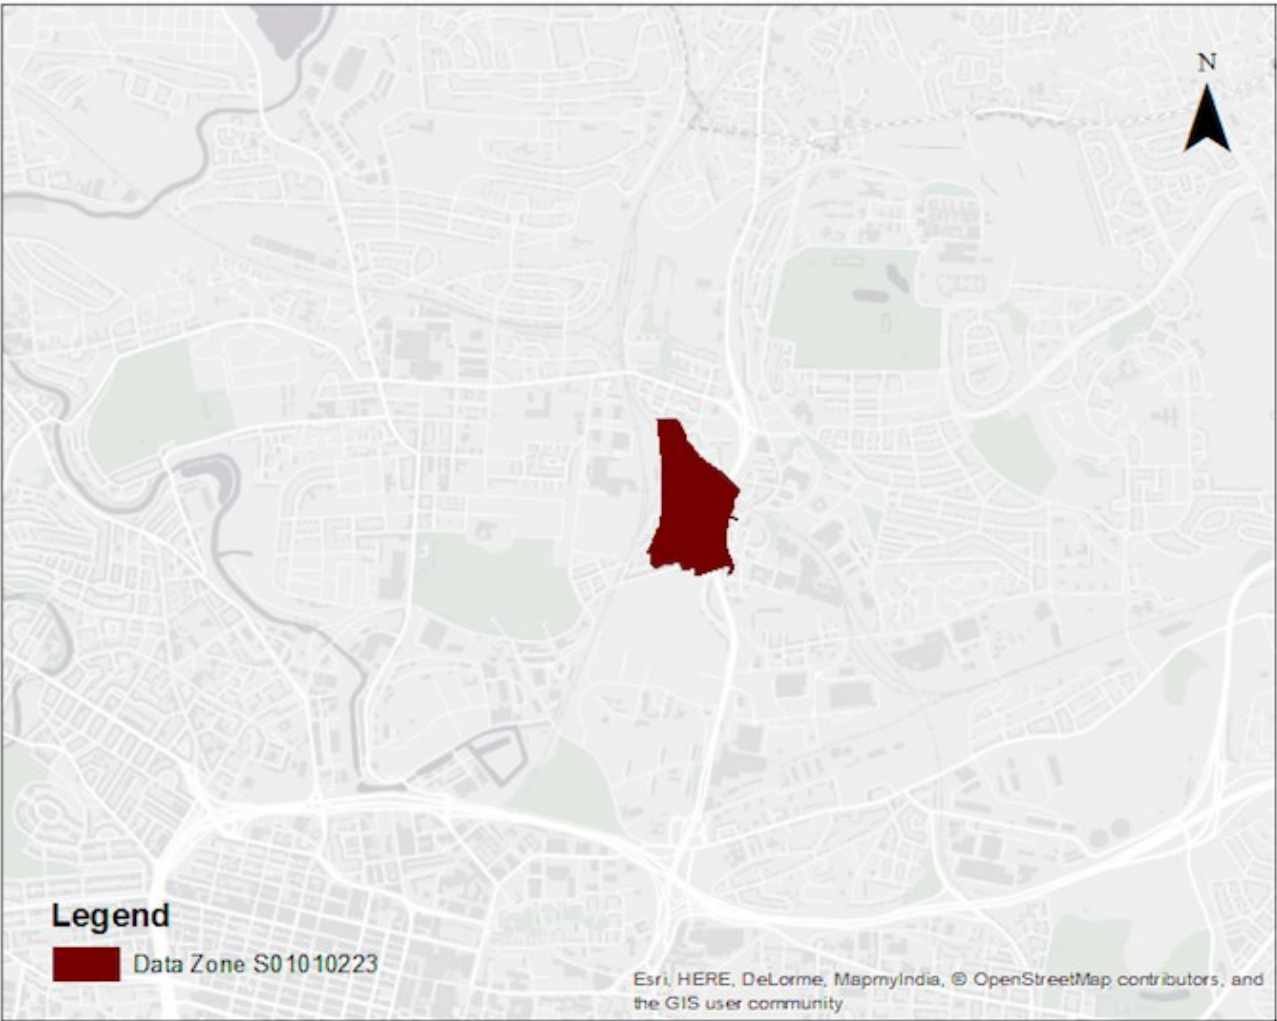 N
Legend
Data Zone S01010223
Esri, HERE, DeLorme, MapmyIndia, © OpenStreetMap contributors, and
the GIS user community